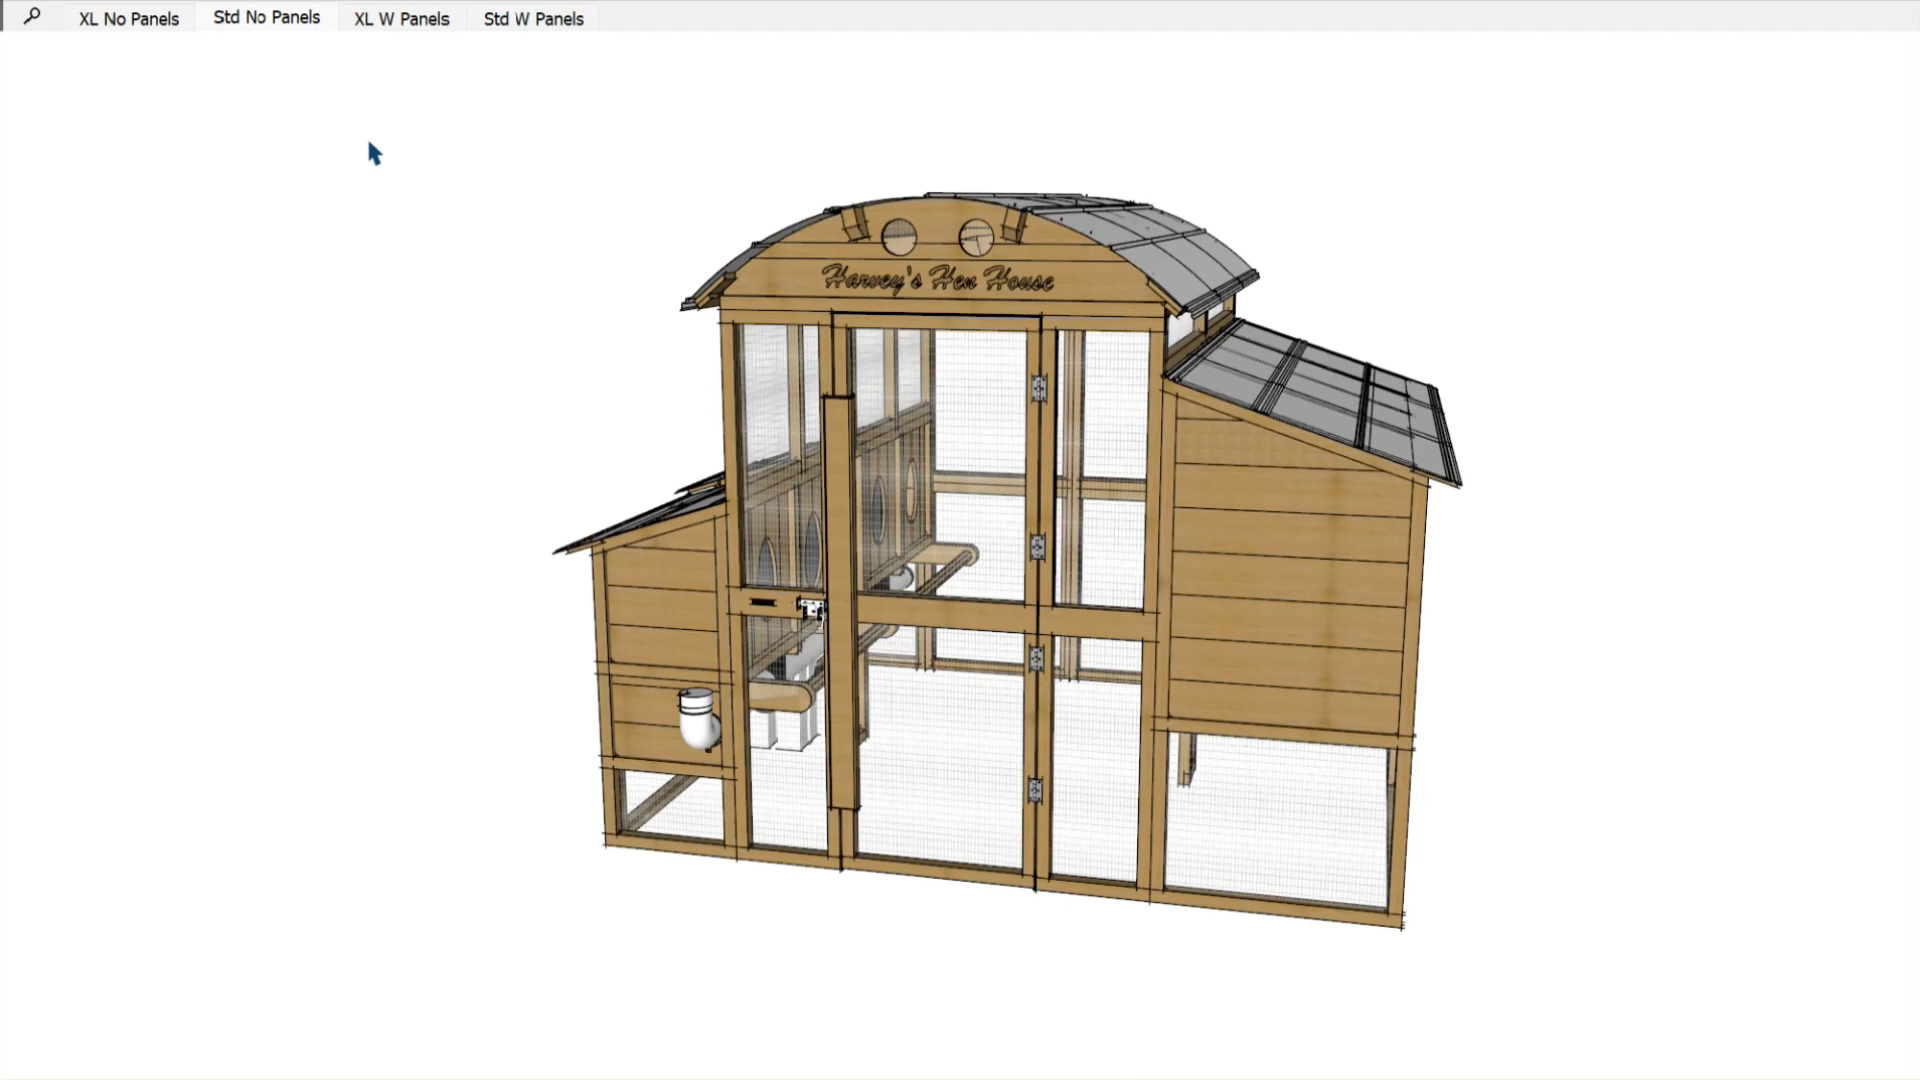 XL No Panels
Std No Panels
XL W Panels
Std W Panels
Harvey's Hen House